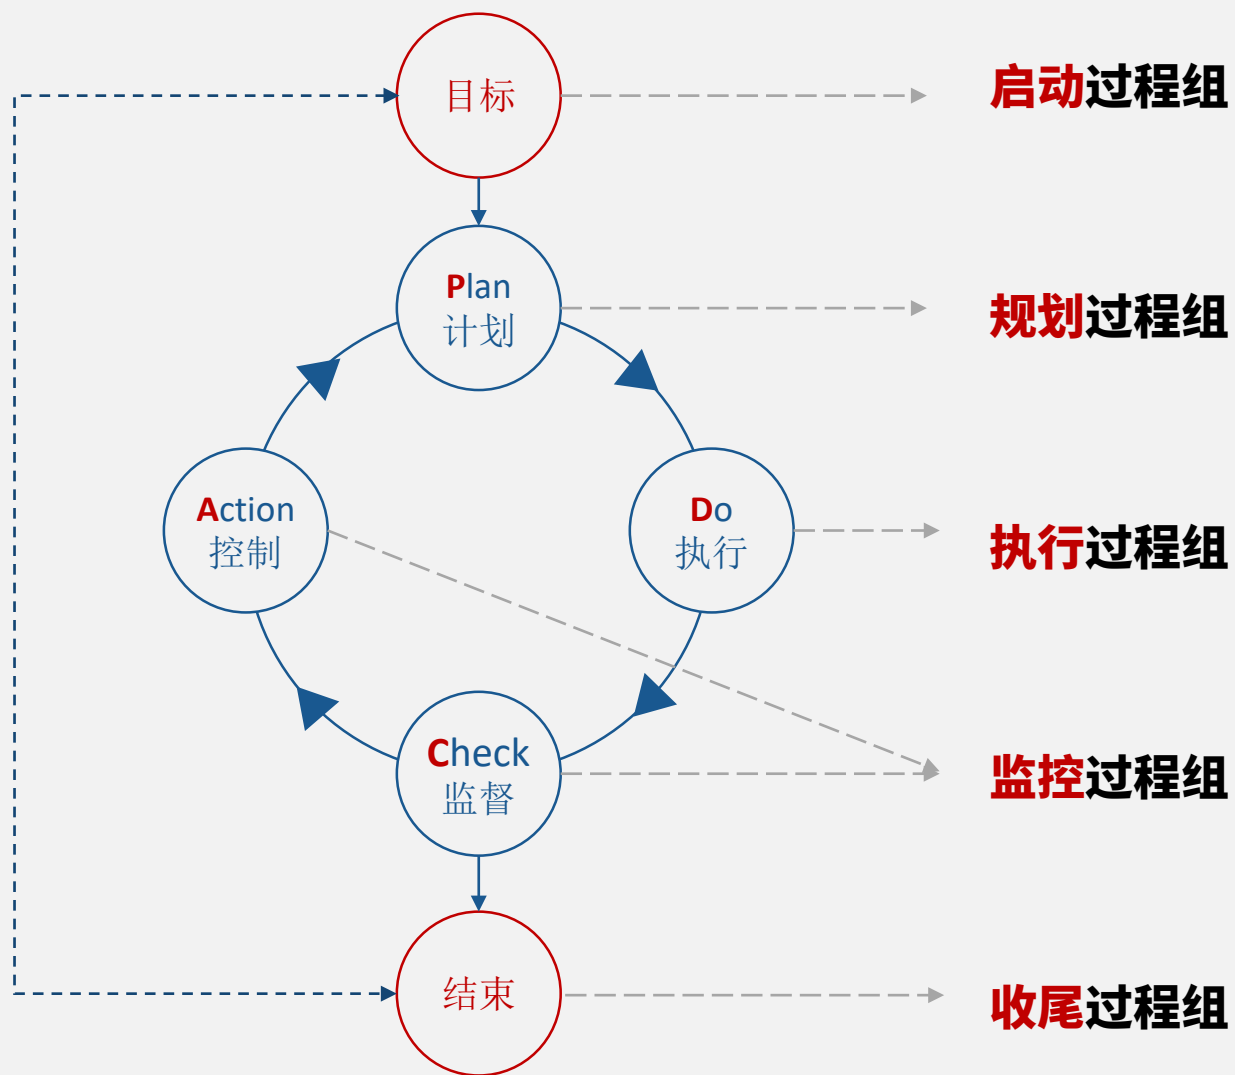 目标
启动过程组
Plan
计划
规划过程组
Action
控制
Do
执行
执行过程组
Check
监督
监控过程组
结束
收尾过程组